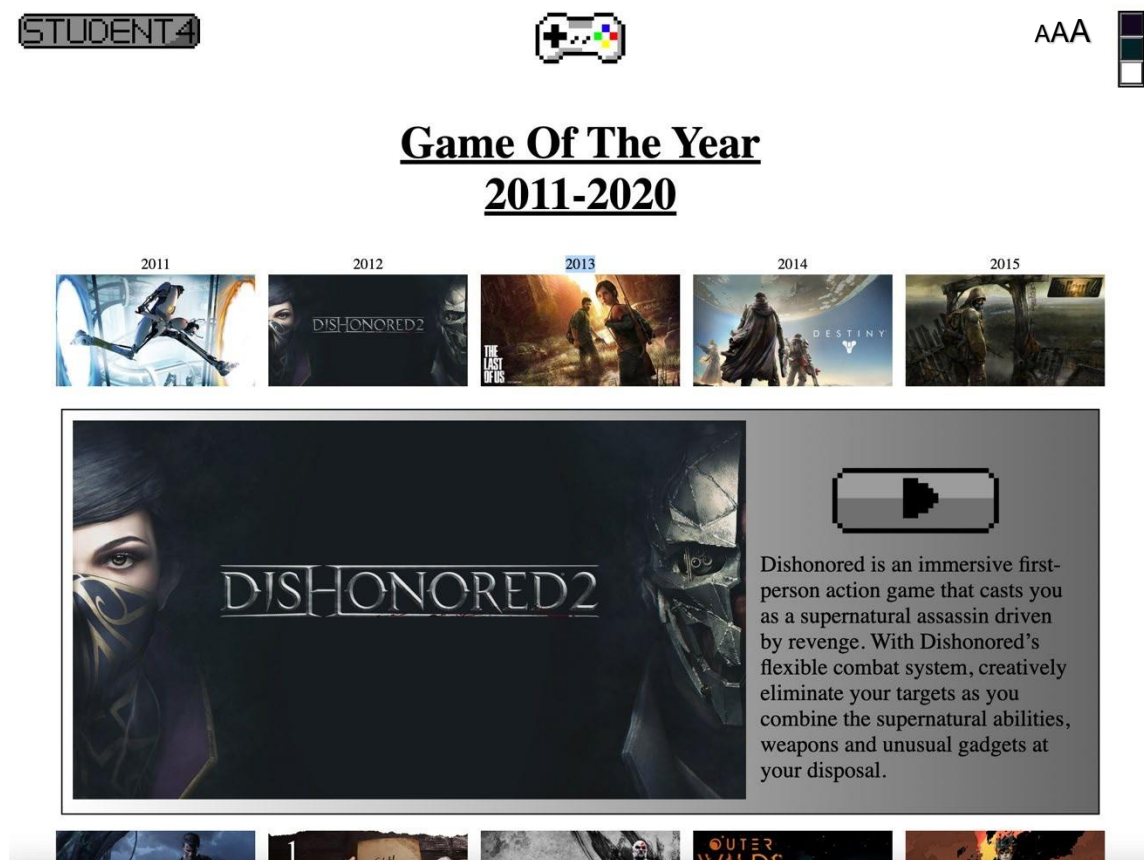 STUDENT4
AAA
Game Of The Year
2011-2020
2011
2012
2013
2014
2015
DISHONORED2
THE
LAST
OF US
DESTINY
DISHONORED2
Dishonored is an immersive first-
person action game that casts you
as a supernatural assassin driven
by revenge. With Dishonored’s
flexible combat system, creatively
eliminate your targets as you
combine the supernatural abilities,
weapons and unusual gadgets at
your disposal.
OUTER
WILDS